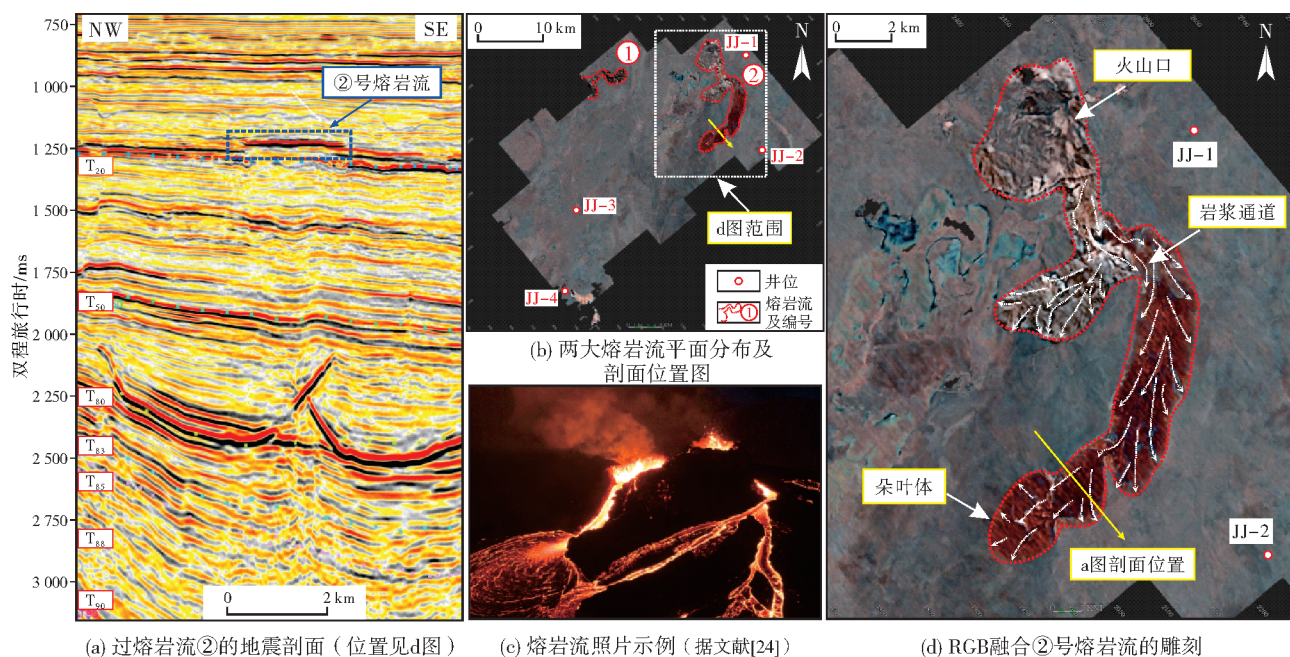 NW
SE
②号熔岩流
双程旅行时/ms
750
1 000
1 250
1 500
1 750
2 000
2 250
2 500
2 750
3 000
T20
T50
T80
T83
T85
T88
T90
0
2 km
(a) 过熔岩流②的地震剖面（位置见d图）
0
10 km
N
①
②
JJ-1
JJ-2
JJ-3
JJ-4
d图范围
井位
①
熔岩流
及编号
(b) 两大熔岩流平面分布及
剖面位置图
(c) 熔岩流照片示例（据文献[24]）
0
2 km
N
火山口
JJ-1
岩浆通道
朵叶体
JJ-2
a图剖面位置
(d) RGB融合②号熔岩流的雕刻